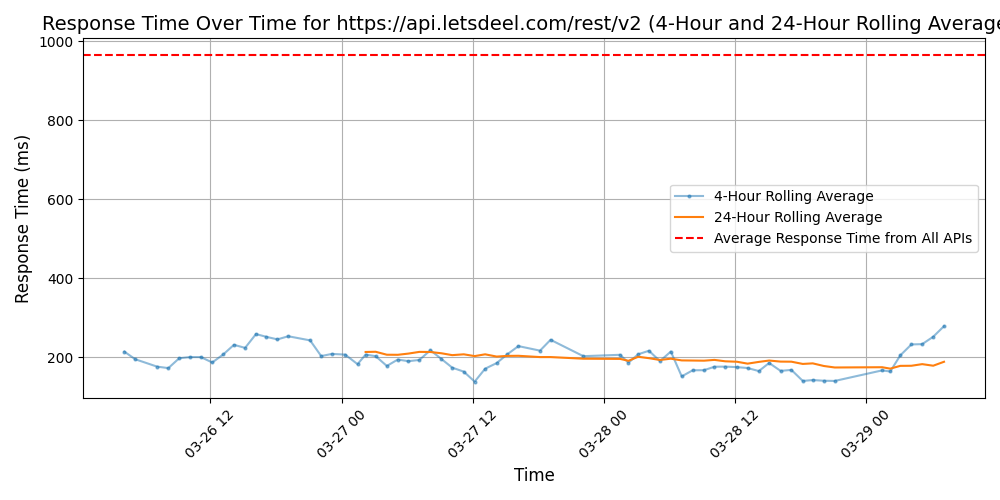 Response Time Over Time for https://api.letsdeel.com/rest/v2 (4-Hour and 24-Hour Rolling Average
1000
800
600
400
200
Response Time (ms)
4-Hour Rolling Average
24-Hour Rolling Average
Average Response Time from All APIs
03-26 12
03-27 00
03-27 12
03-28 00
03-28 12
03-29 00
Time